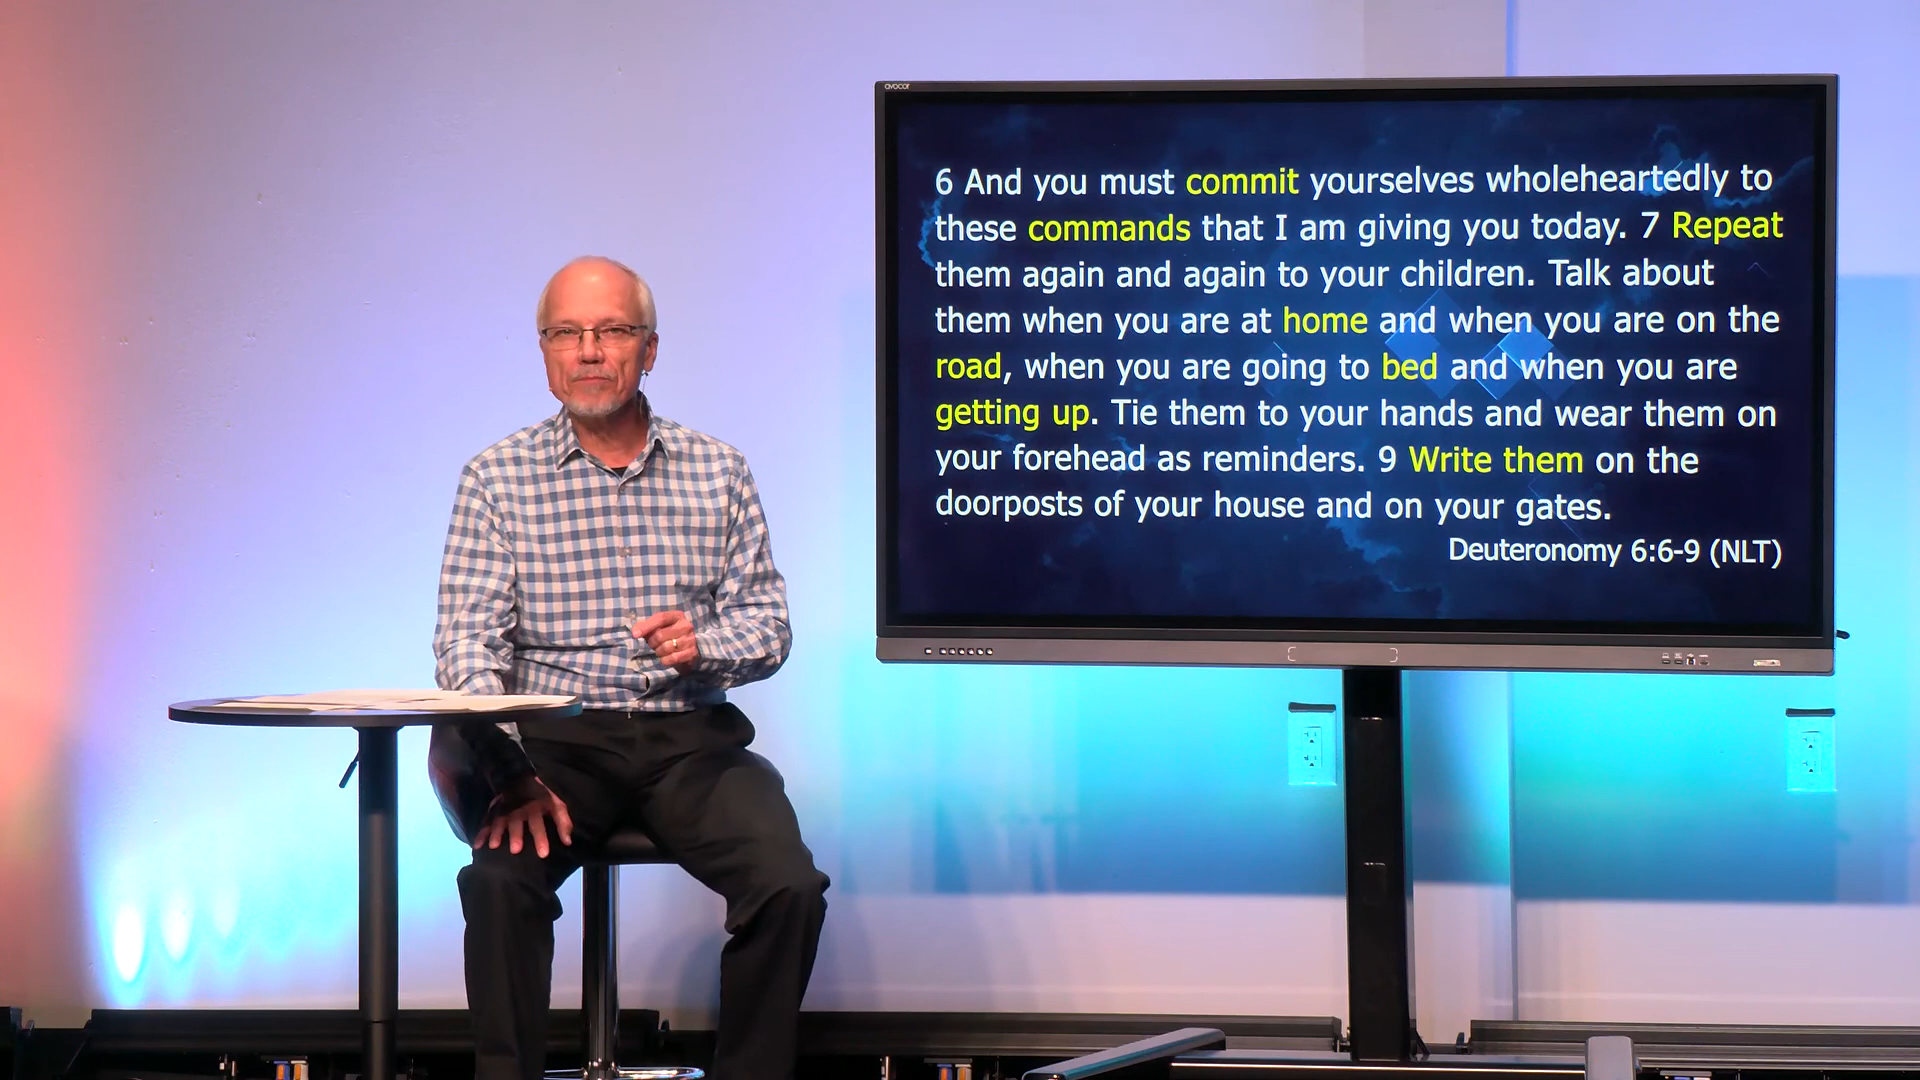 avocor
6 And you must commit yourselves wholeheartedly to
these commands that I am giving you today. 7 Repeat
them again and again to your children. Talk about
them when you are at home and when you are on the
road, when you are going to bed and when you are
getting up. Tie them to your hands and wear them on
your forehead as reminders. 9 Write them on the
doorposts of your house and on your gates.
Deuteronomy 6:6-9 (NLT)